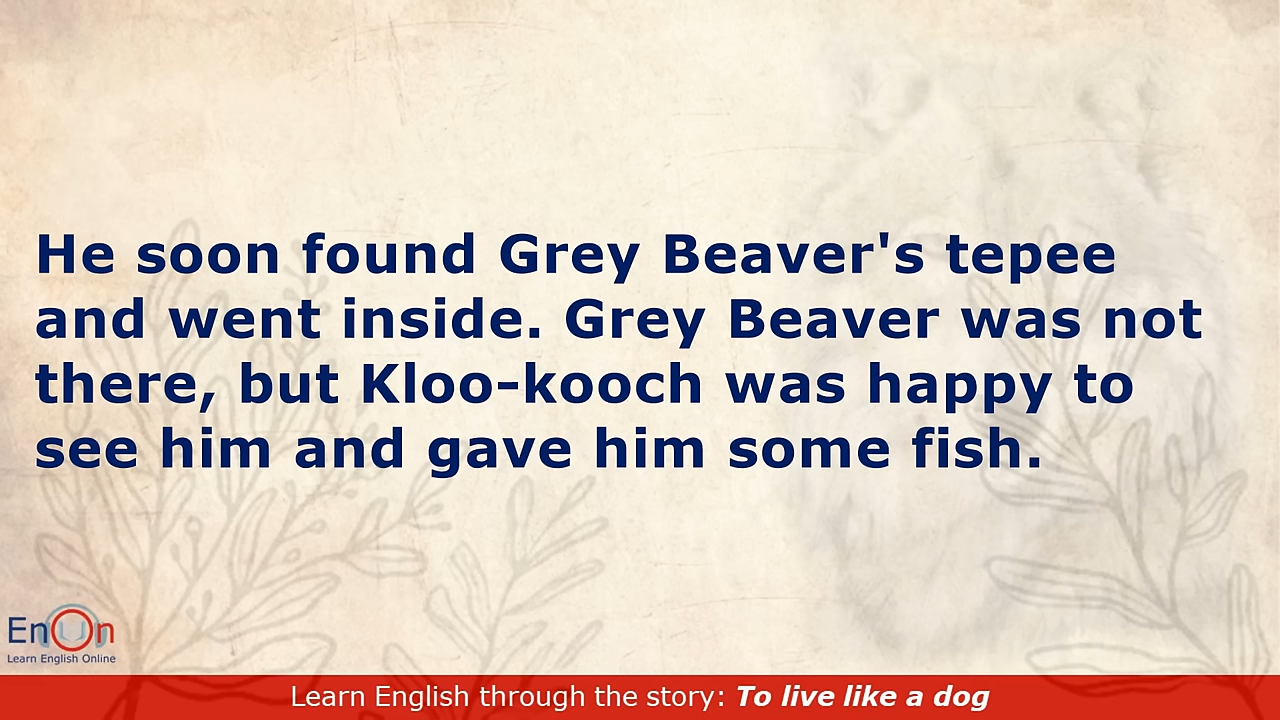 He soon found Grey Beaver's tepee
and went inside. Grey Beaver was not
there, but Kloo-kooch was happy to
see him and gave him some fish.
EnOn
Learn English Online
Learn English through the story: To live like a dog